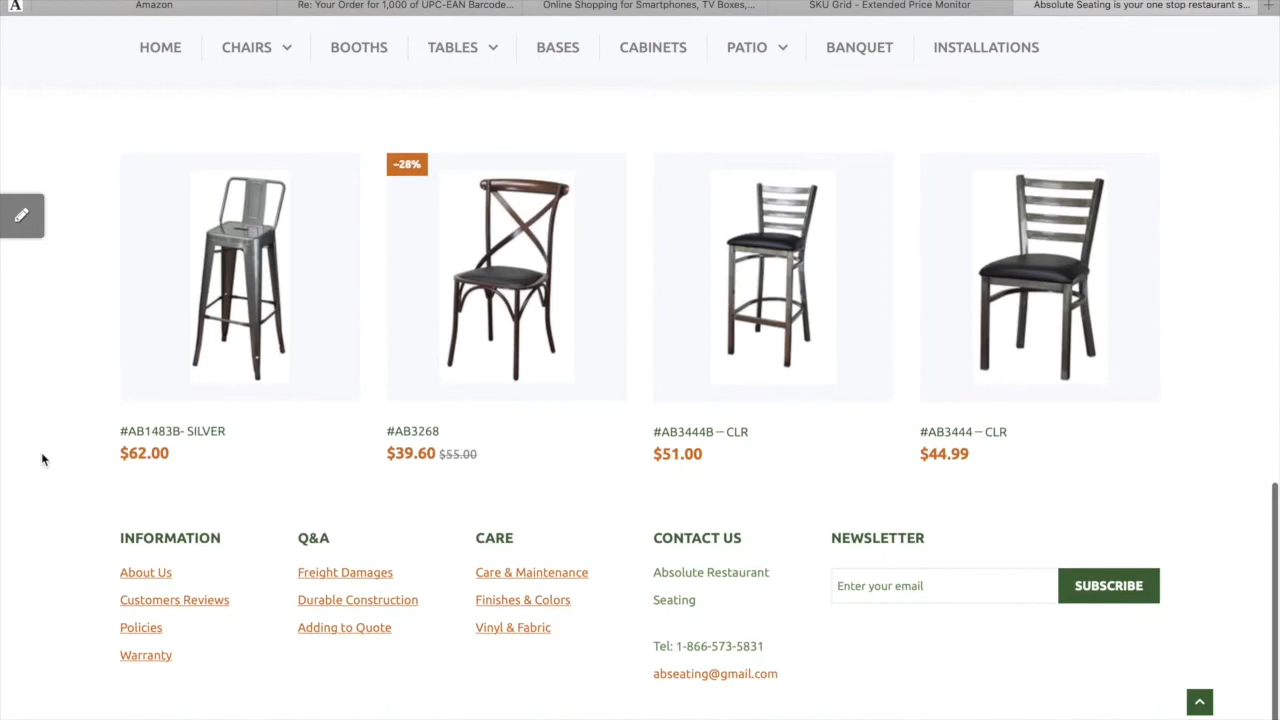 A
Amazon
Re: Your Order for 1,000 of UPC-EAN Barcode...
Online Shopping for Smartphones, TV Boxes,...
SKU Grid - Extended Price Monitor
Absolute Seating is your one stop restaurant s...
HOME
CHAIRS
BOOTHS
TABLES
BASES
CABINETS
PATIO
BANQUET
INSTALLATIONS
–28%
#AB1483B- SILVER
$62.00
#AB3268
$39.60 $55.00
#AB3444B – CLR
$51.00
#AB3444 – CLR
$44.99
INFORMATION
About Us
Customers Reviews
Policies
Warranty
Q&A
Freight Damages
Durable Construction
Adding to Quote
CARE
Care & Maintenance
Finishes & Colors
Vinyl & Fabric
CONTACT US
Absolute Restaurant
Seating
Tel: 1-866-573-5831
abseating@gmail.com
NEWSLETTER
Enter your email
SUBSCRIBE